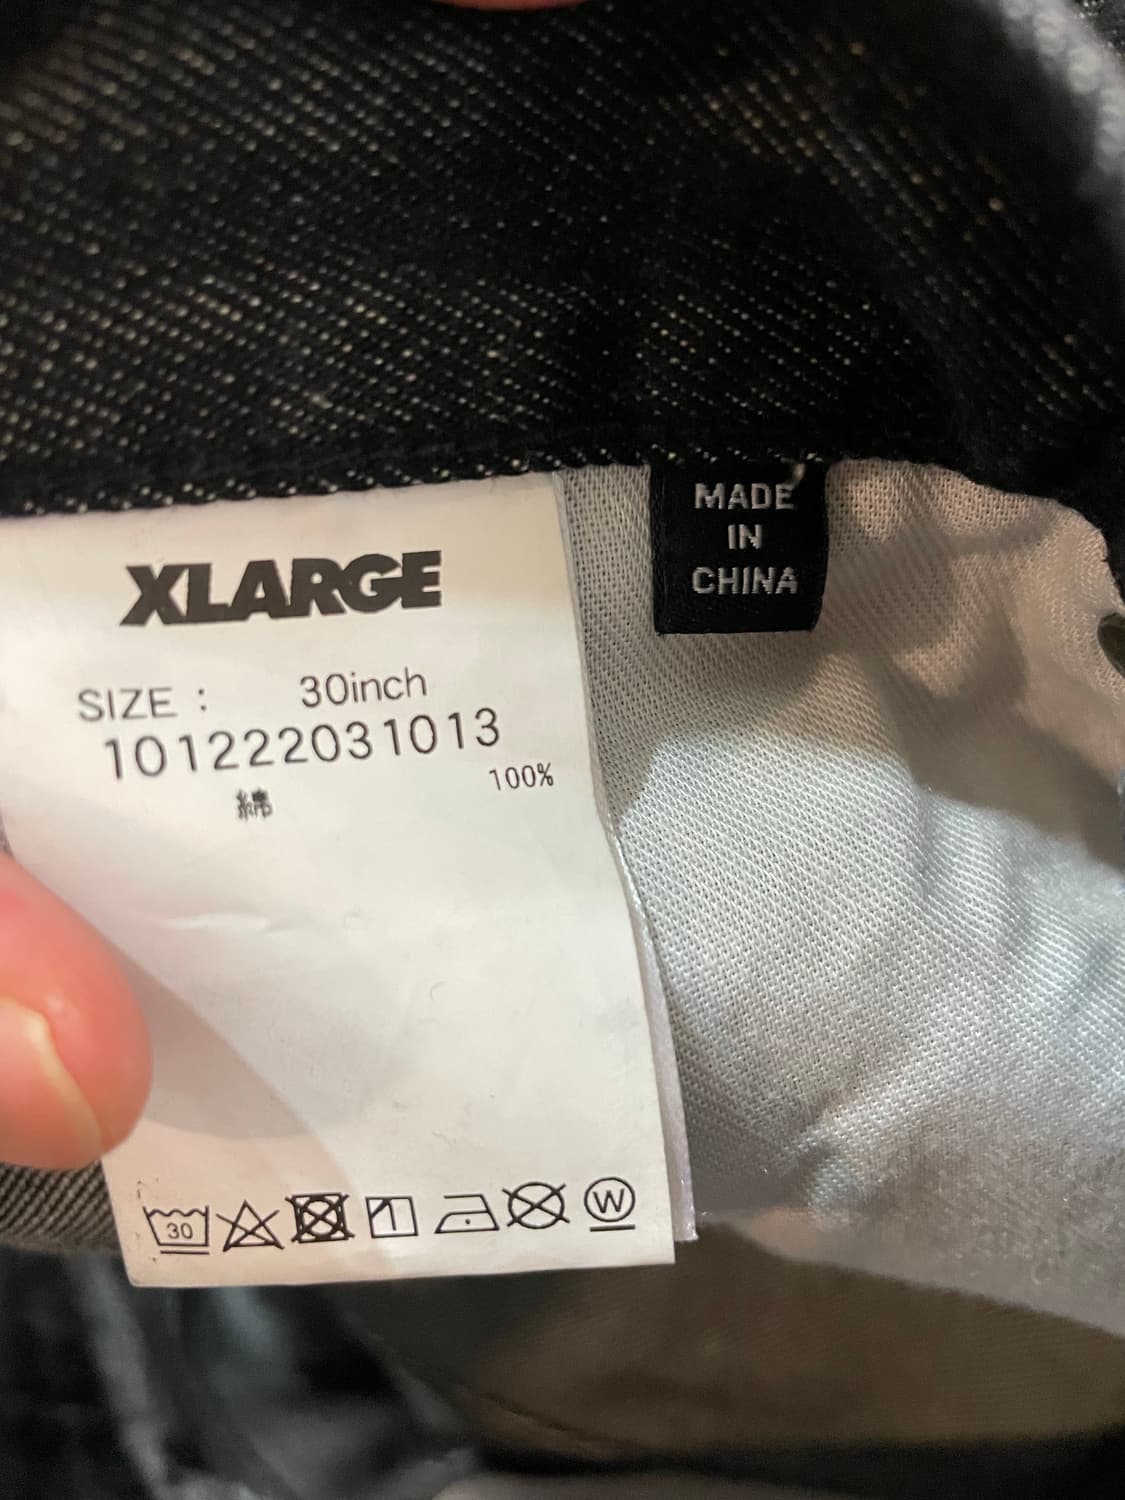 XLARGE
SIZE : 30inch
101222031013
綿 100%
30 W
MADE
IN
CHINA